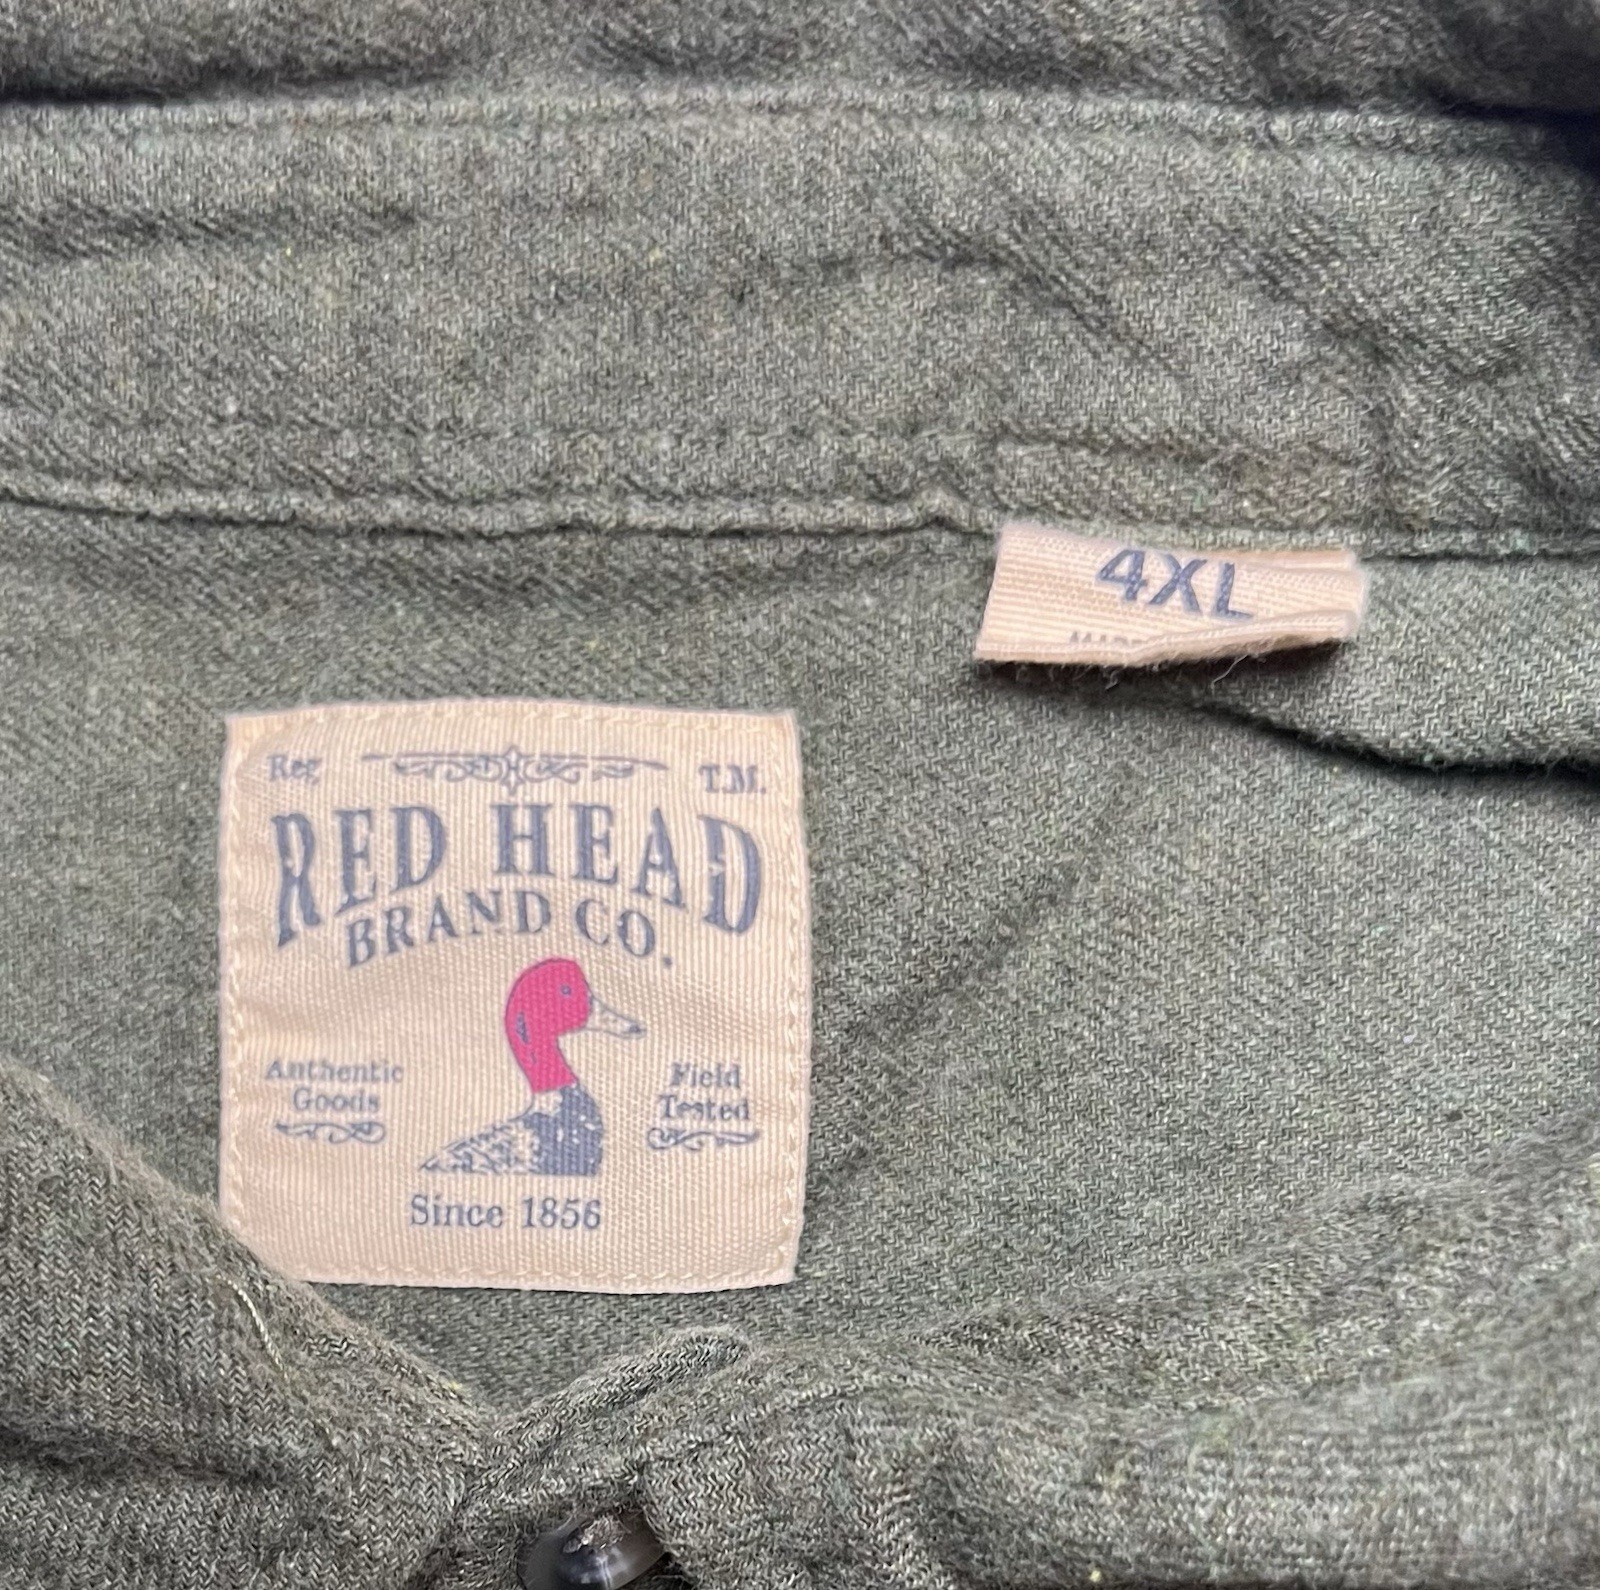 4XL
Reg. T.M.
RED HEAD
BRAND CO.
Authentic
Goods
Field
Tested
Since 1856